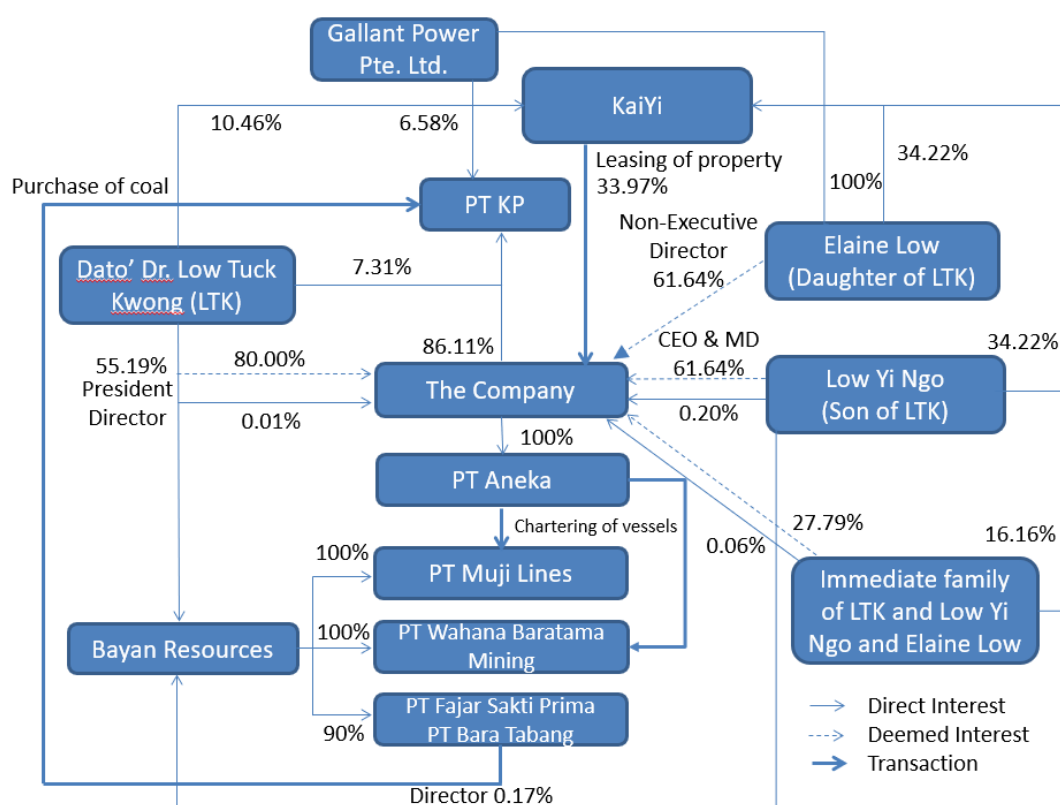 Gallant Power
Pte. Ltd.
KaiYi
10.46%
6.58%
34.22%
Leasing of property
33.97%
100%
Purchase of coal
PT KP
Non-Executive
Director
61.64%
Elaine Low
(Daughter of LTK)
Dato’ Dr. Low Tuck
Kwong (LTK)
7.31%
86.11%
CEO & MD
61.64%
34.22%
55.19%
President
Director
80.00%
The Company
Low Yi Ngo
(Son of LTK)
0.01%
0.20%
100%
PT Aneka
Chartering of vessels
27.79%
0.06%
16.16%
100%
PT Muji Lines
Immediate family
of LTK and Low Yi
Ngo and Elaine Low
Bayan Resources
100%
PT Wahana Baratama
Mining
PT Fajar Sakti Prima
PT Bara Tabang
90%
Direct Interest
Deemed Interest
Transaction
Director 0.17%